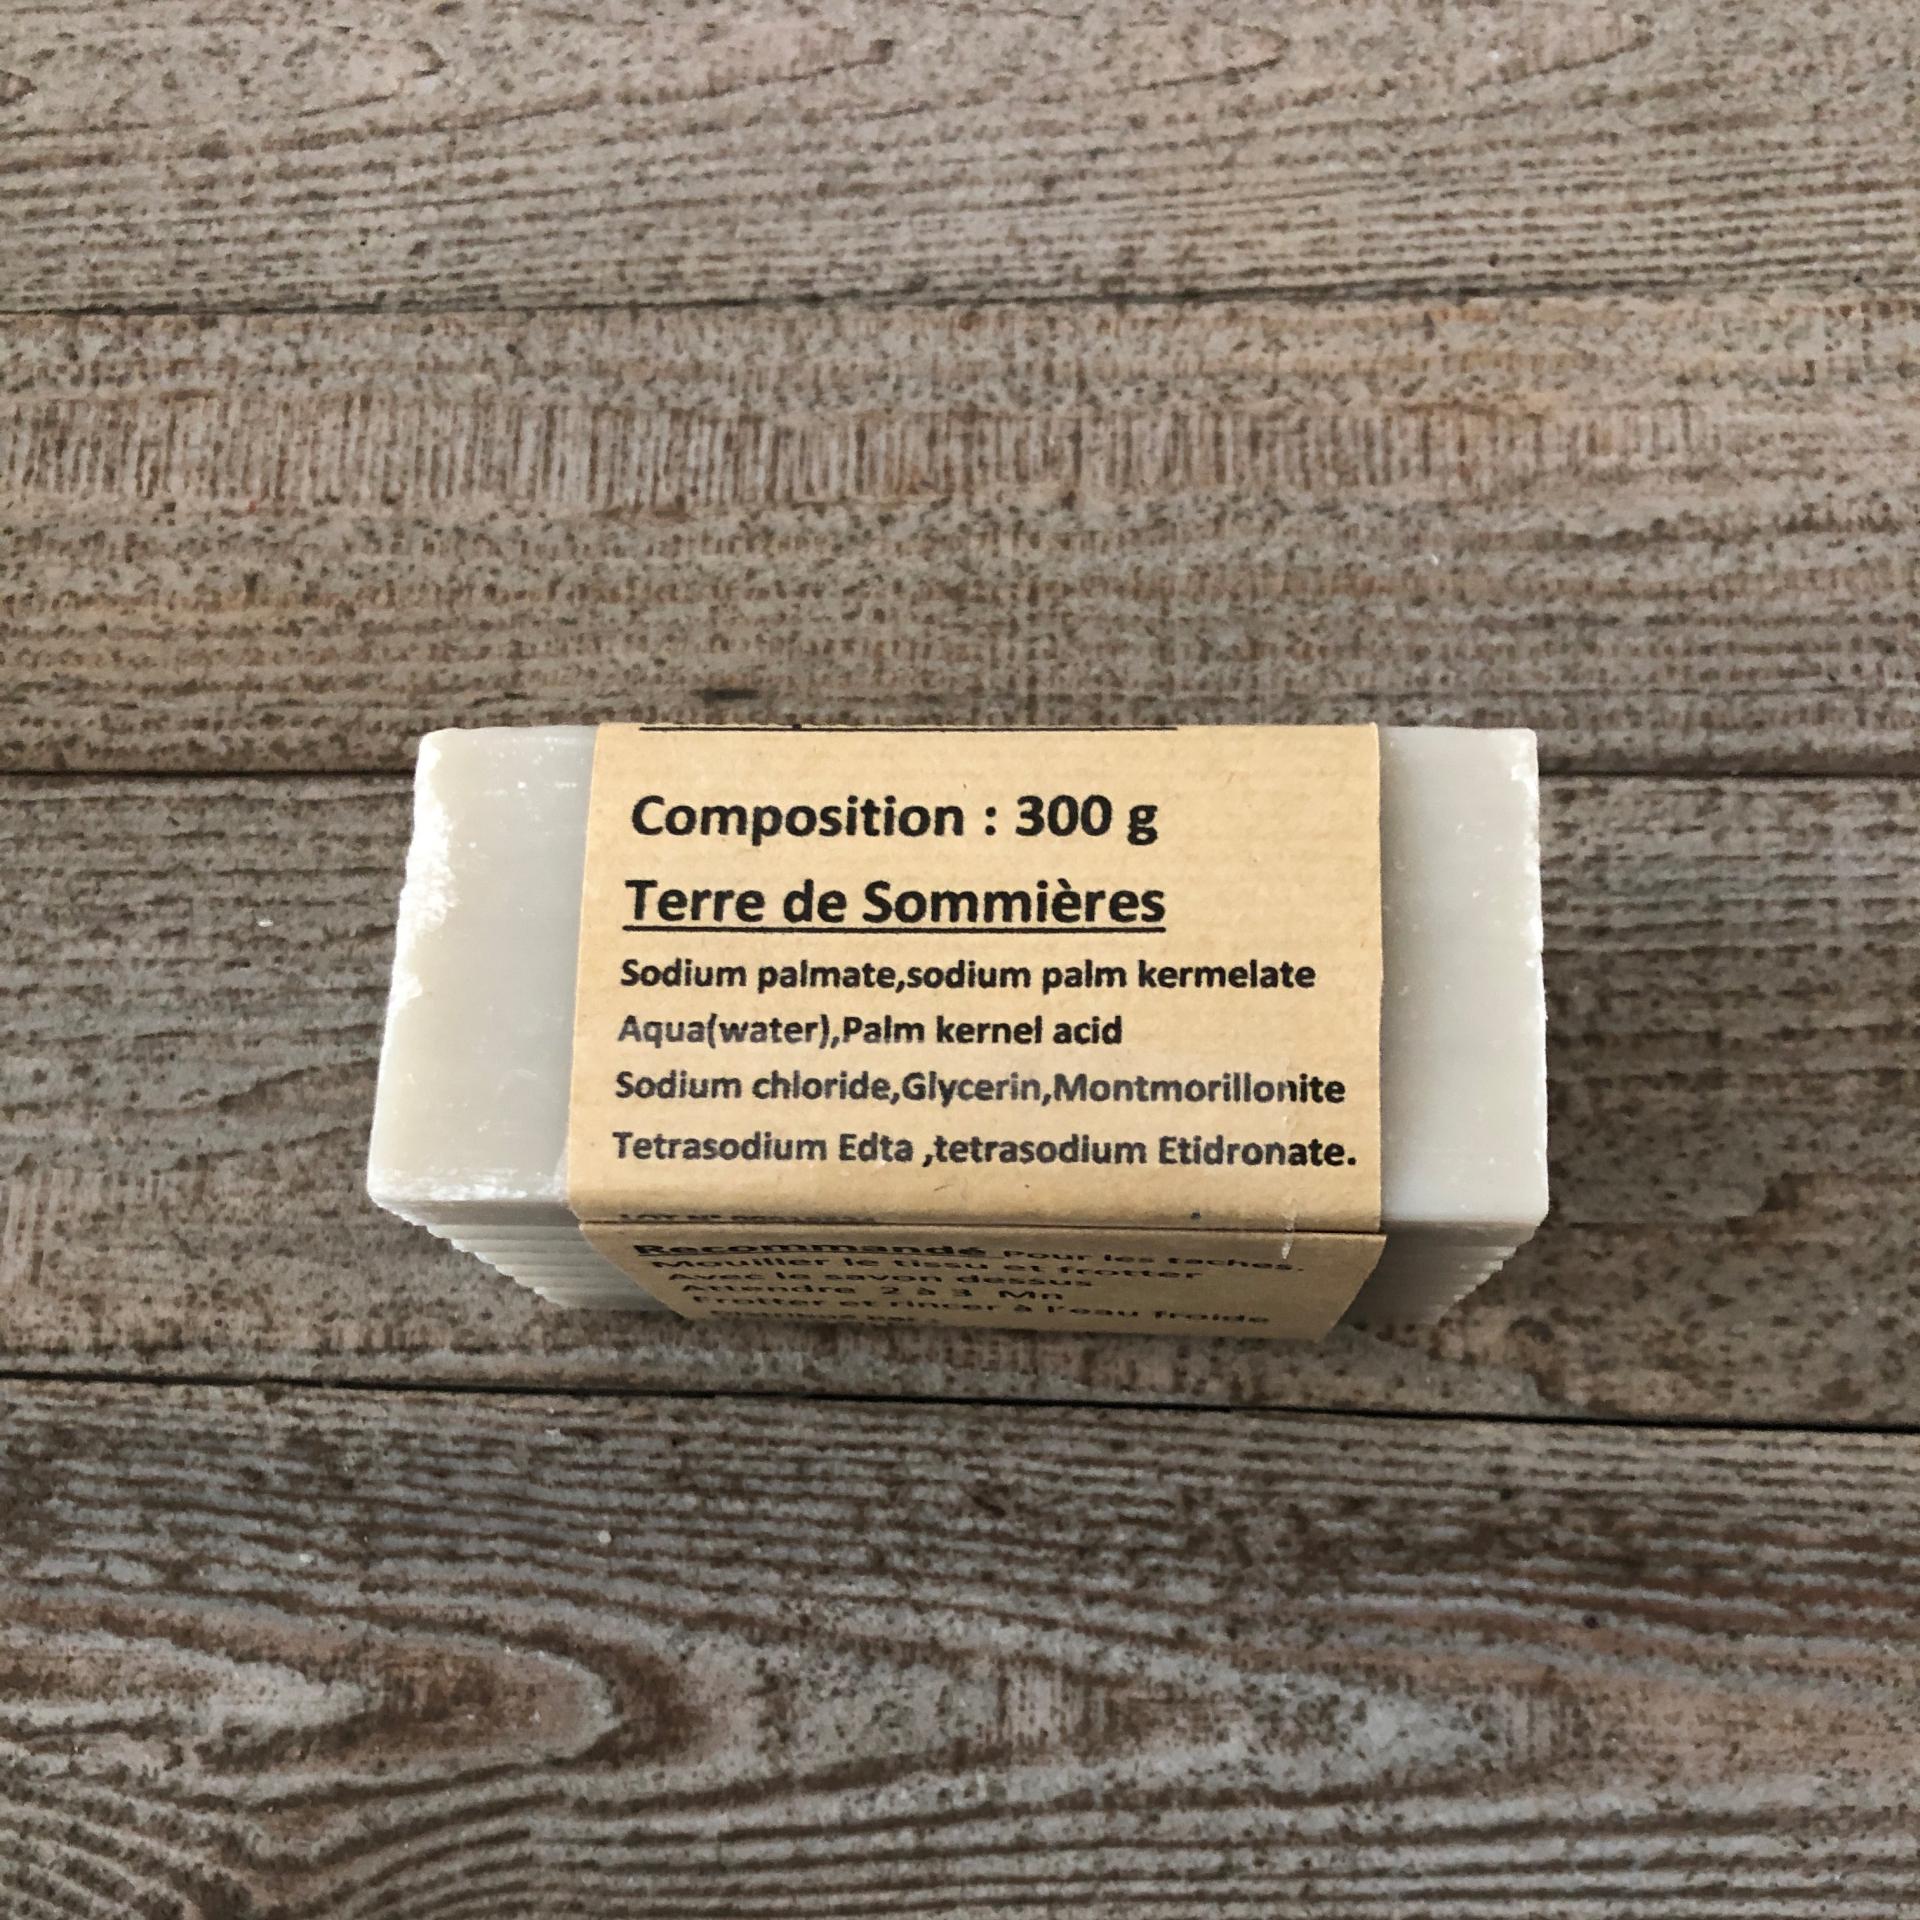 Composition : 300 g
Terre de Sommières
Sodium palmate,sodium palm kermelate
Aqua(water),Palm kernel acid
Sodium chloride,Glycerin,Montmorillonite
Tetrasodium Edta ,tetrasodium Etidronate.
Recommandé pour les taches.
Mouiller le tissu et frotter
Avec le savon dessus
Attendre 2 à 3 Mn
Frotter et rincer à l'eau froide